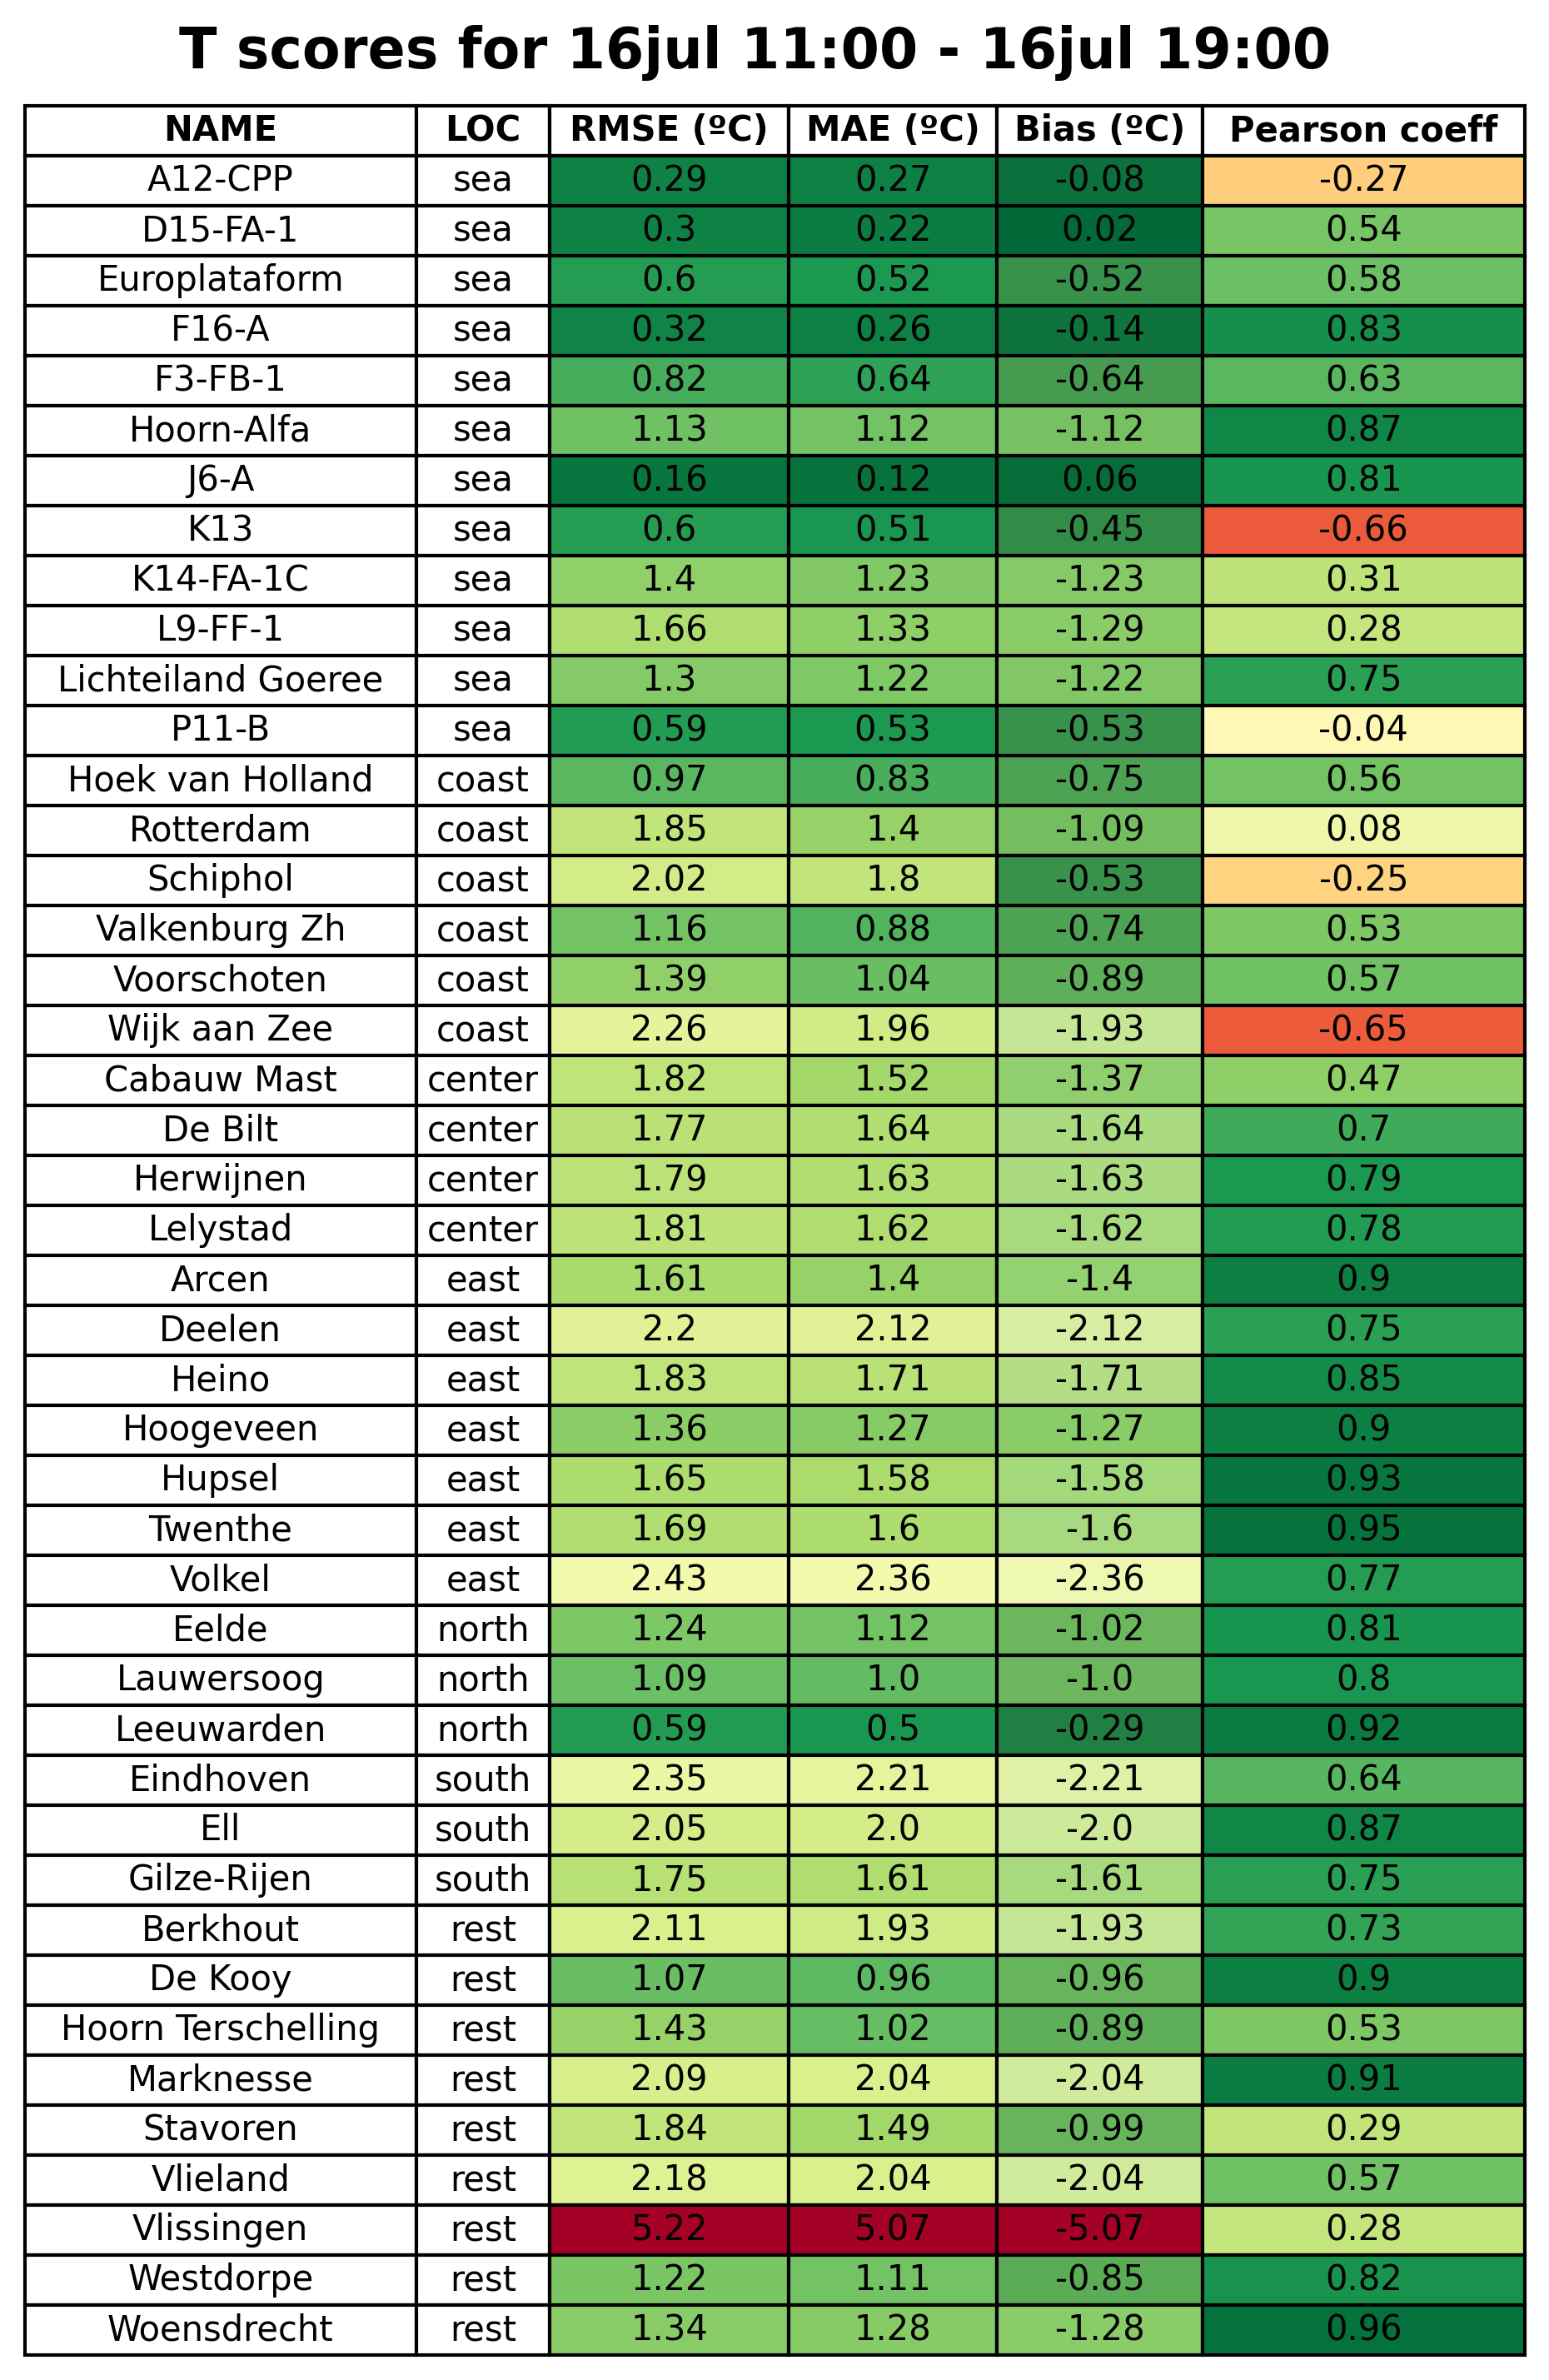 T scores for 16jul 11:00 - 16jul 19:00
NAME LOC RMSE (ºC) MAE (ºC) Bias (ºC) Pearson coeff
A12-CPP sea 0.29 0.27 -0.08 -0.27
D15-FA-1 sea 0.3 0.22 0.02 0.54
Europlataform sea 0.6 0.52 -0.52 0.58
F16-A sea 0.32 0.26 -0.14 0.83
F3-FB-1 sea 0.82 0.64 -0.64 0.63
Hoorn-Alfa sea 1.13 1.12 -1.12 0.87
J6-A sea 0.16 0.12 0.06 0.81
K13 sea 0.6 0.51 -0.45 -0.66
K14-FA-1C sea 1.4 1.23 -1.23 0.31
L9-FF-1 sea 1.66 1.33 -1.29 0.28
Lichteiland Goeree sea 1.3 1.22 -1.22 0.75
P11-B sea 0.59 0.53 -0.53 -0.04
Hoek van Holland coast 0.97 0.83 -0.75 0.56
Rotterdam coast 1.85 1.4 -1.09 0.08
Schiphol coast 2.02 1.8 -0.53 -0.25
Valkenburg Zh coast 1.16 0.88 -0.74 0.53
Voorschoten coast 1.39 1.04 -0.89 0.57
Wijk aan Zee coast 2.26 1.96 -1.93 -0.65
Cabauw Mast center 1.82 1.52 -1.37 0.47
De Bilt center 1.77 1.64 -1.64 0.7
Herwijnen center 1.79 1.63 -1.63 0.79
Lelystad center 1.81 1.62 -1.62 0.78
Arcen east 1.61 1.4 -1.4 0.9
Deelen east 2.2 2.12 -2.12 0.75
Heino east 1.83 1.71 -1.71 0.85
Hoogeveen east 1.36 1.27 -1.27 0.9
Hupsel east 1.65 1.58 -1.58 0.93
Twenthe east 1.69 1.6 -1.6 0.95
Volkel east 2.43 2.36 -2.36 0.77
Eelde north 1.24 1.12 -1.02 0.81
Lauwersoog north 1.09 1.0 -1.0 0.8
Leeuwarden north 0.59 0.5 -0.29 0.92
Eindhoven south 2.35 2.21 -2.21 0.64
Ell south 2.05 2.0 -2.0 0.87
Gilze-Rijen south 1.75 1.61 -1.61 0.75
Berkhout rest 2.11 1.93 -1.93 0.73
De Kooy rest 1.07 0.96 -0.96 0.9
Hoorn Terschelling rest 1.43 1.02 -0.89 0.53
Marknesse rest 2.09 2.04 -2.04 0.91
Stavoren rest 1.84 1.49 -0.99 0.29
Vlieland rest 2.18 2.04 -2.04 0.57
Vlissingen rest 5.22 5.07 -5.07 0.28
Westdorpe rest 1.22 1.11 -0.85 0.82
Woensdrecht rest 1.34 1.28 -1.28 0.96